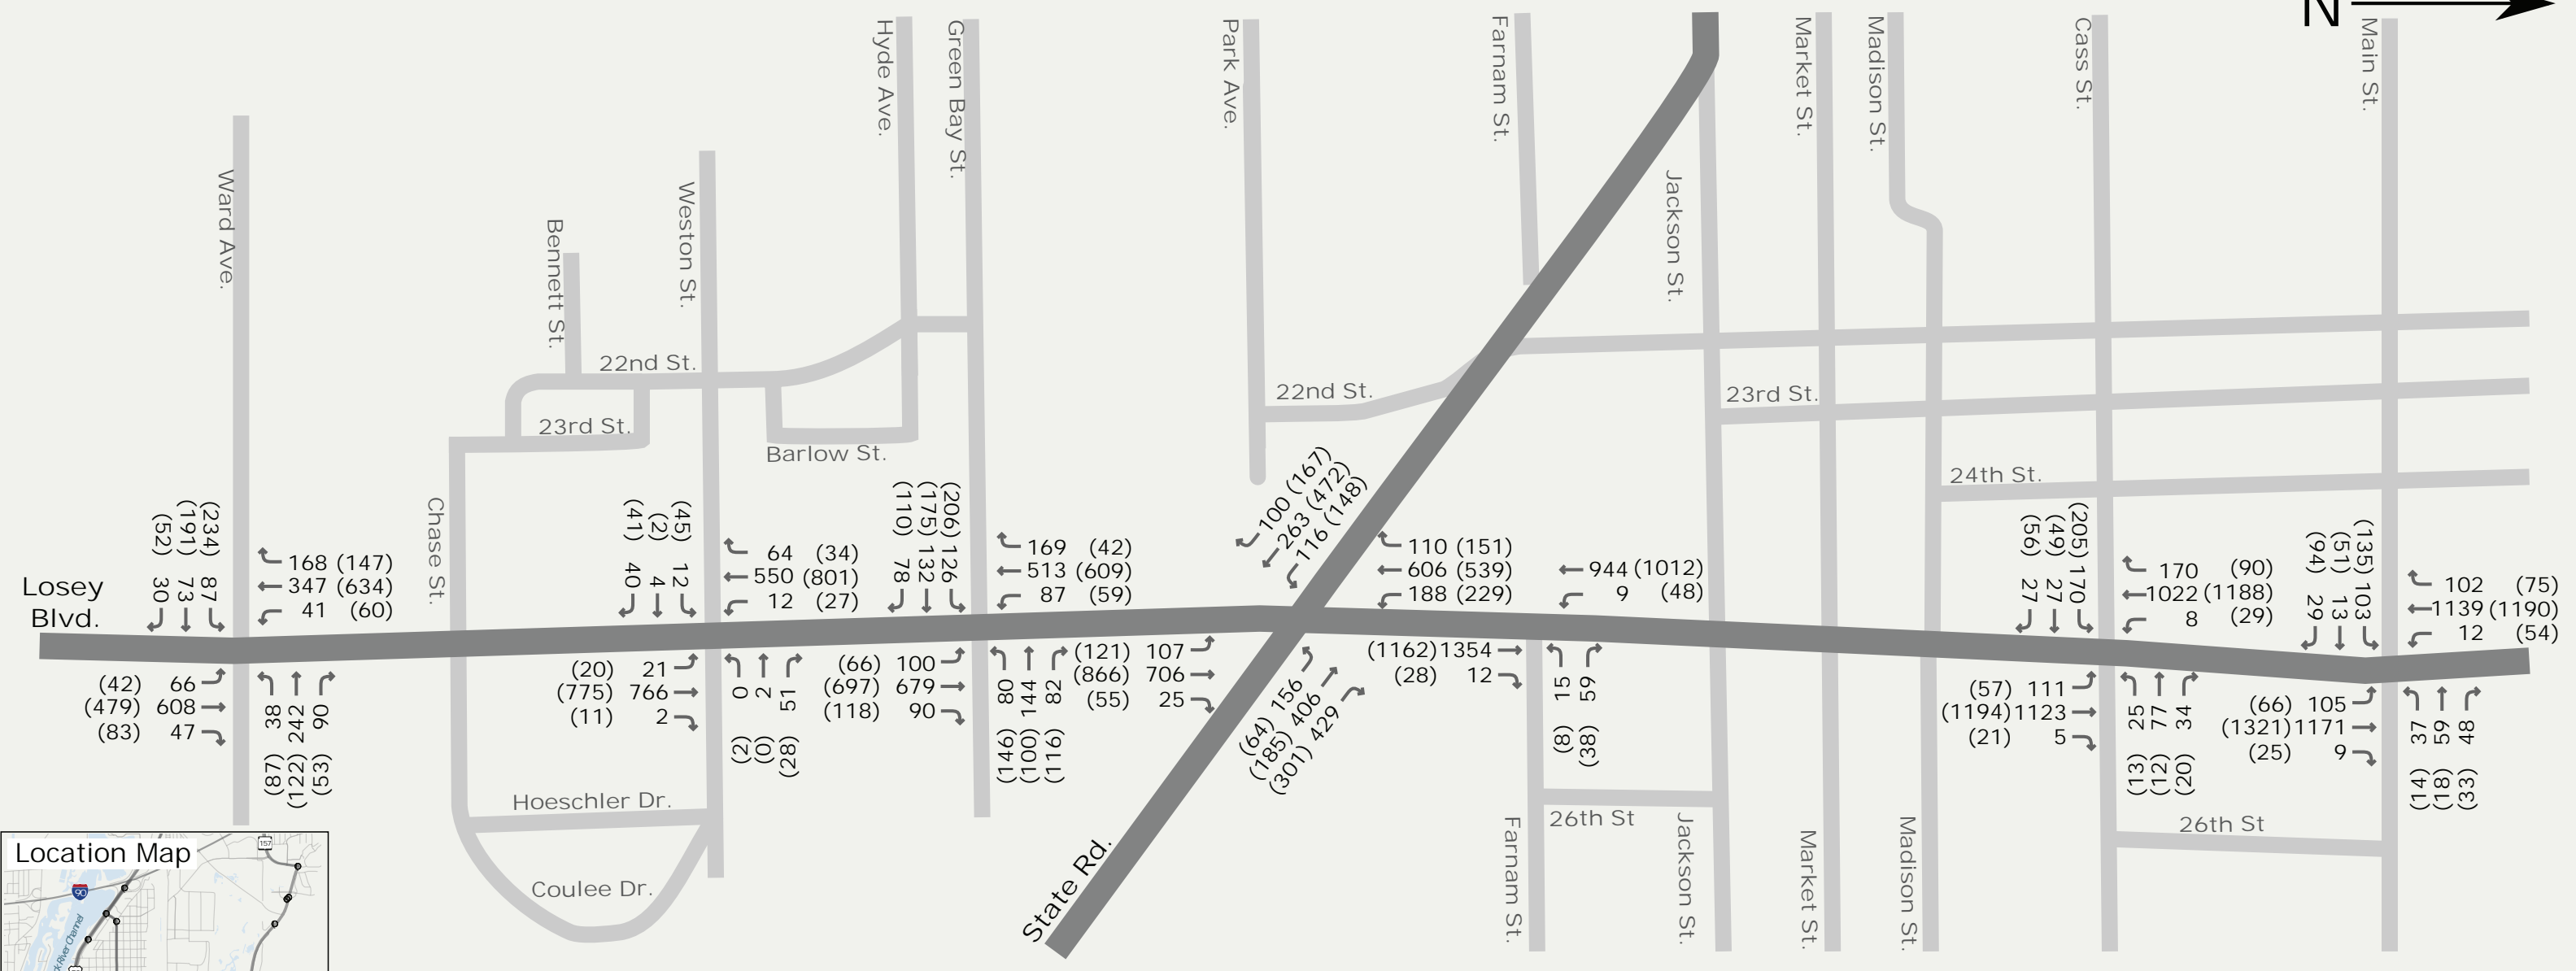 N
Ward Ave.
Bennett St.
Weston St.
Hyde Ave.
Green Bay St.
Park Ave.
Farnam St.
Jackson St.
Market St.
Madison St.
Cass St.
Main St.
22nd St.
23rd St.
Barlow St.
Chase St.
22nd St.
23rd St.
24th St.
Losey
Blvd.
(52) 30
(191) 73
(234) 87
168 (147)
347 (634)
41 (60)
(42) 66
(479) 608
(83) 47
(87) 38
(122) 242
(53) 90
(41) 40
(2) 4
(45) 12
64 (34)
550 (801)
12 (27)
(20) 21
(775) 766
(11) 2
(2) 0
(0) 2
(28) 51
(110) 78
(175) 132
(206) 126
169 (42)
513 (609)
87 (59)
(66) 100
(697) 679
(118) 90
(146) 80
(100) 144
(116) 82
100 (167)
263 (472)
116 (148)
110 (151)
606 (539)
188 (229)
(121) 107
(866) 706
(55) 25
(64) 156
(185) 406
(301) 429
944 (1012)
9 (48)
(1162) 1354
(28) 12
(8) 15
(38) 59
(56) 27
(49) 27
(205) 170
170 (90)
1022 (1188)
8 (29)
(57) 111
(1194) 1123
(21) 5
(13) 25
(12) 77
(20) 34
(94) 29
(51) 13
(135) 103
102 (75)
1139 (1190)
12 (54)
(66) 105
(1321) 1171
(25) 9
(14) 37
(18) 59
(33) 48
Hoeschler Dr.
Coulee Dr.
State Rd.
Farnam St.
26th St
Jackson St.
Market St.
Madison St.
26th St
Location Map
157
90
k River Channel